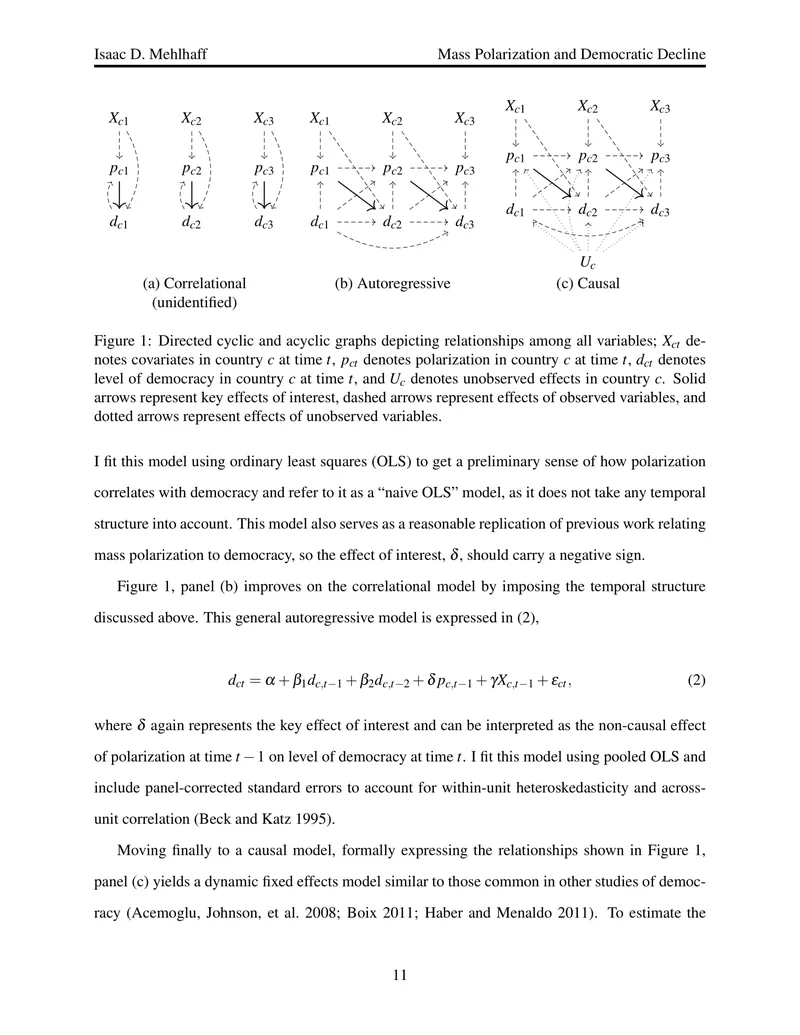 Isaac D. Mehlhaff Mass Polarization and Democratic Decline
X_{c1} X_{c2} X_{c3}
p_{c1} p_{c2} p_{c3}
d_{c1} d_{c2} d_{c3}
(a) Correlational
(unidentified)
X_{c1} X_{c2} X_{c3}
p_{c1} p_{c2} p_{c3}
d_{c1} d_{c2} d_{c3}
(b) Autoregressive
X_{c1} X_{c2} X_{c3}
p_{c1} p_{c2} p_{c3}
d_{c1} d_{c2} d_{c3}
U_c
(c) Causal
Figure 1: Directed cyclic and acyclic graphs depicting relationships among all variables; X_{ct} de-
notes covariates in country c at time t, p_{ct} denotes polarization in country c at time t, d_{ct} denotes
level of democracy in country c at time t, and U_c denotes unobserved effects in country c. Solid
arrows represent key effects of interest, dashed arrows represent effects of observed variables, and
dotted arrows represent effects of unobserved variables.
I fit this model using ordinary least squares (OLS) to get a preliminary sense of how polarization
correlates with democracy and refer to it as a “naive OLS” model, as it does not take any temporal
structure into account. This model also serves as a reasonable replication of previous work relating
mass polarization to democracy, so the effect of interest, δ, should carry a negative sign.
Figure 1, panel (b) improves on the correlational model by imposing the temporal structure
discussed above. This general autoregressive model is expressed in (2),
d_{ct} = α + β_1 d_{c,t−1} + β_2 d_{c,t−2} + δ p_{c,t−1} + γX_{c,t−1} + ε_{ct}, (2)
where δ again represents the key effect of interest and can be interpreted as the non-causal effect
of polarization at time t − 1 on level of democracy at time t. I fit this model using pooled OLS and
include panel-corrected standard errors to account for within-unit heteroskedasticity and across-
unit correlation (Beck and Katz 1995).
Moving finally to a causal model, formally expressing the relationships shown in Figure 1,
panel (c) yields a dynamic fixed effects model similar to those common in other studies of democ-
racy (Acemoglu, Johnson, et al. 2008; Boix 2011; Haber and Menaldo 2011). To estimate the
11